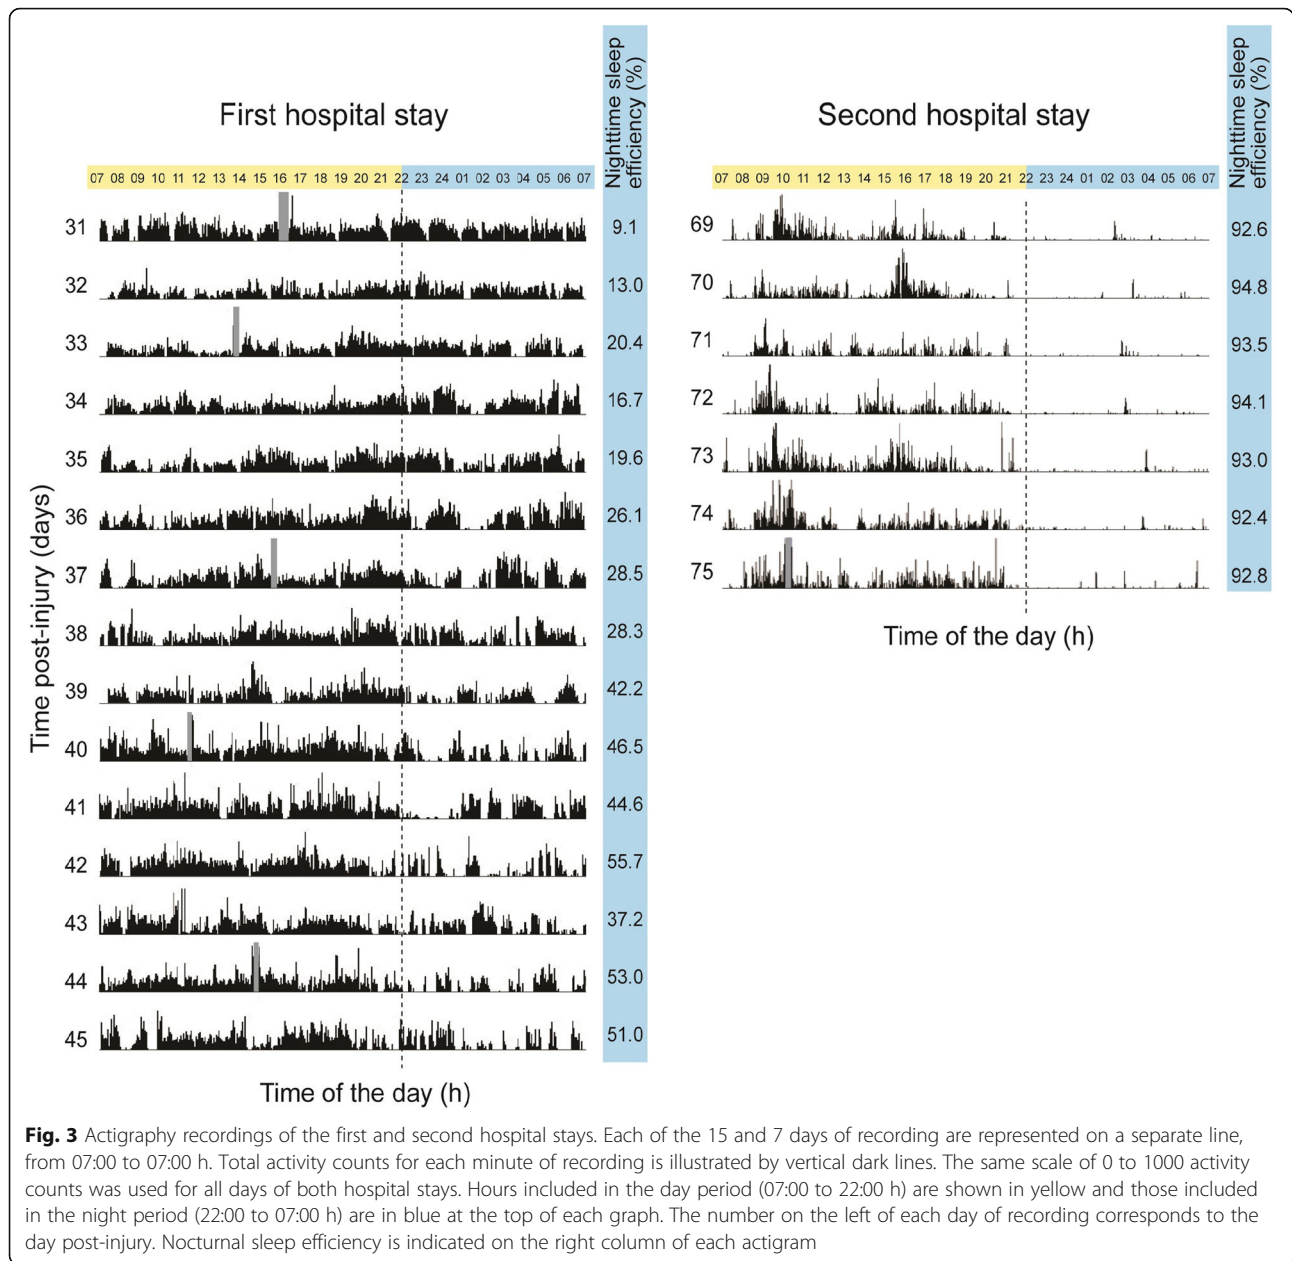 First hospital stay
Nighttime sleep
efficiency (%)
07 08 09 10 11 12 13 14 15 16 17 18 19 20 21 22 23 24 01 02 03 04 05 06 07
Time post-injury (days)
31 9.1
32 13.0
33 20.4
34 16.7
35 19.6
36 26.1
37 28.5
38 28.3
39 42.2
40 46.5
41 44.6
42 55.7
43 37.2
44 53.0
45 51.0
Time of the day (h)
Second hospital stay
Nighttime sleep
efficiency (%)
07 08 09 10 11 12 13 14 15 16 17 18 19 20 21 22 23 24 01 02 03 04 05 06 07
69 92.6
70 94.8
71 93.5
72 94.1
73 93.0
74 92.4
75 92.8
Time of the day (h)
Fig. 3 Actigraphy recordings of the first and second hospital stays. Each of the 15 and 7 days of recording are represented on a separate line,
from 07:00 to 07:00 h. Total activity counts for each minute of recording is illustrated by vertical dark lines. The same scale of 0 to 1000 activity
counts was used for all days of both hospital stays. Hours included in the day period (07:00 to 22:00 h) are shown in yellow and those included
in the night period (22:00 to 07:00 h) are in blue at the top of each graph. The number on the left of each day of recording corresponds to the
day post-injury. Nocturnal sleep efficiency is indicated on the right column of each actigram